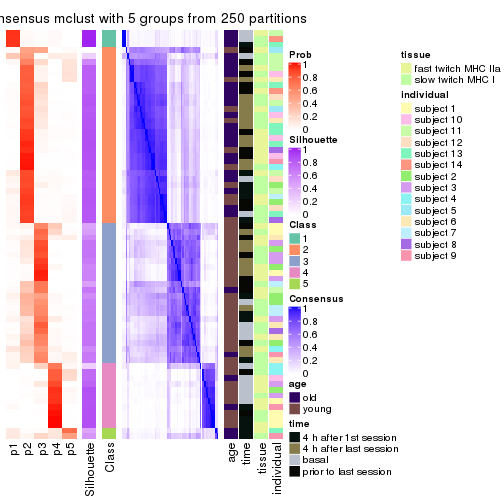 nsensus mclust with 5 groups from 250 partitions
Prob
1
0.8
0.6
0.4
0.2
0
Silhouette
1
0.8
0.6
0.4
0.2
0
Class
1
2
3
4
5
Consensus
1
0.8
0.6
0.4
0.2
0
age
old
young
time
4 h after 1st session
4 h after last session
basal
prior to last session
tissue
fast twitch MHC IIa
slow twitch MHC I
individual
subject 1
subject 10
subject 11
subject 12
subject 13
subject 14
subject 2
subject 3
subject 4
subject 5
subject 6
subject 7
subject 8
subject 9
p1
p2
p3
p4
p5
Silhouette
Class
age
time
tissue
individual